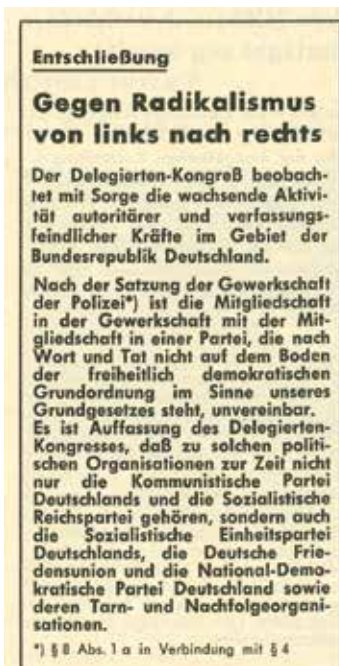 Entschließung
Gegen Radikalismus
von links nach rechts
Der Delegierten-Kongreß beobach-
tet mit Sorge die wachsende Aktivi-
tät autoritärer und verfassungs-
feindlicher Kräfte im Gebiet der
Bundesrepublik Deutschland.
Nach der Satzung der Gewerkschaft
der Polizei*) ist die Mitgliedschaft
in der Gewerkschaft mit der Mit-
gliedschaft in einer Partei, die nach
Wort und Tat nicht auf dem Boden
der freiheitlich demokratischen
Grundordnung im Sinne unseres
Grundgesetzes steht, unvereinbar.
Es ist Auffassung des Delegierten-
Kongresses, daß zu solchen politi-
schen Organisationen zur Zeit nicht
nur die Kommunistische Partei
Deutschlands und die Sozialistische
Reichspartei gehören, sondern auch
die Sozialistische Einheitspartei
Deutschlands, die Deutsche Frie-
densunion und die National-Demo-
kratische Partei Deutschland sowie
deren Tarn- und Nachfolgeorgani-
sationen.
*) § 8 Abs. 1 a in Verbindung mit § 4